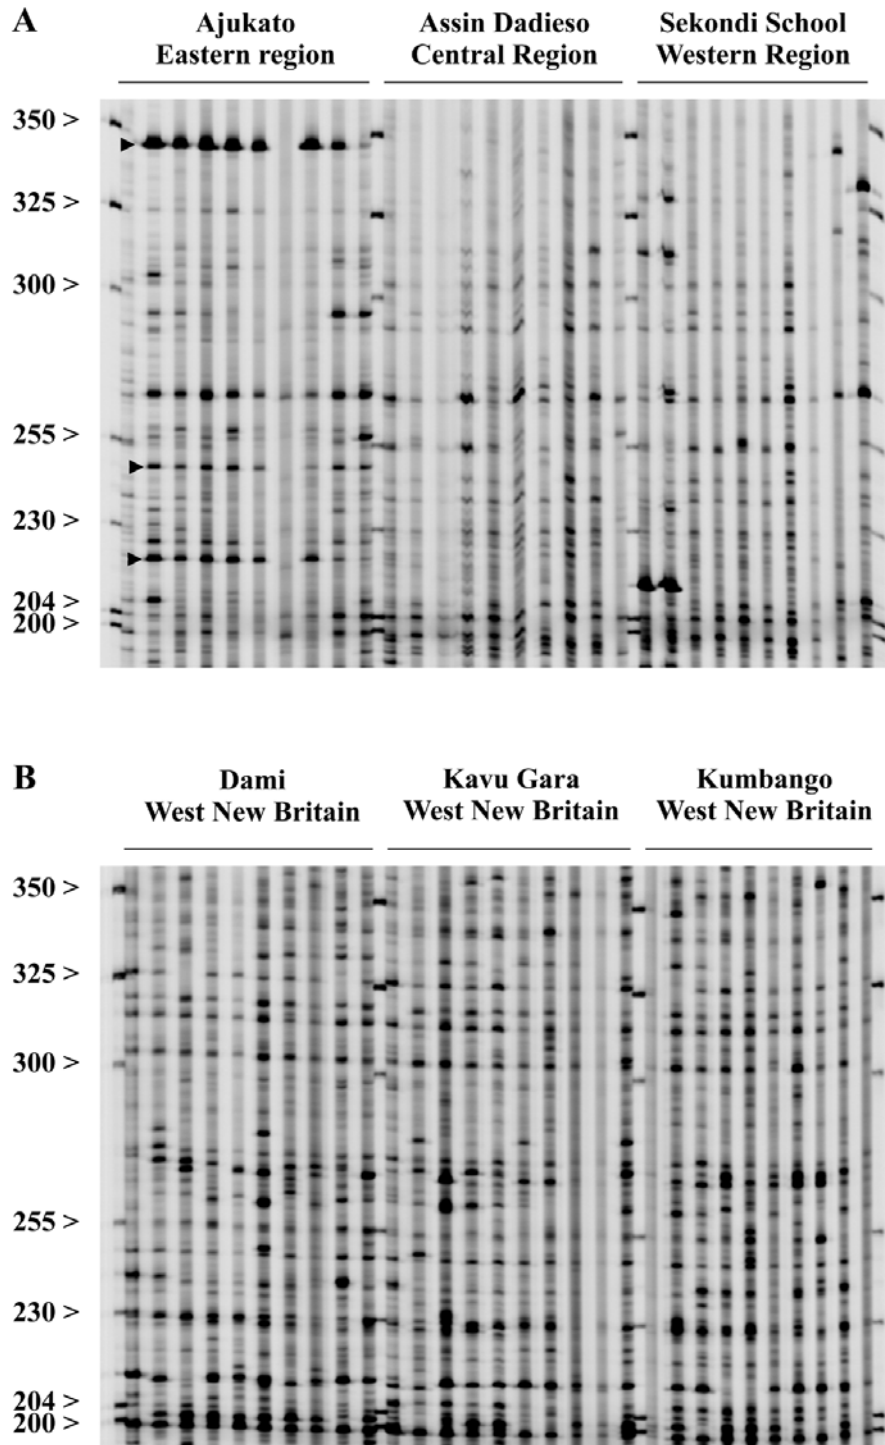 A
Ajukato
Eastern region
Assin Dadieso
Central Region
Sekondi School
Western Region
350 >
325 >
300 >
255 >
230 >
204 >
200 >
B
Dami
West New Britain
Kavu Gara
West New Britain
Kumbango
West New Britain
350 >
325 >
300 >
255 >
230 >
204 >
200 >